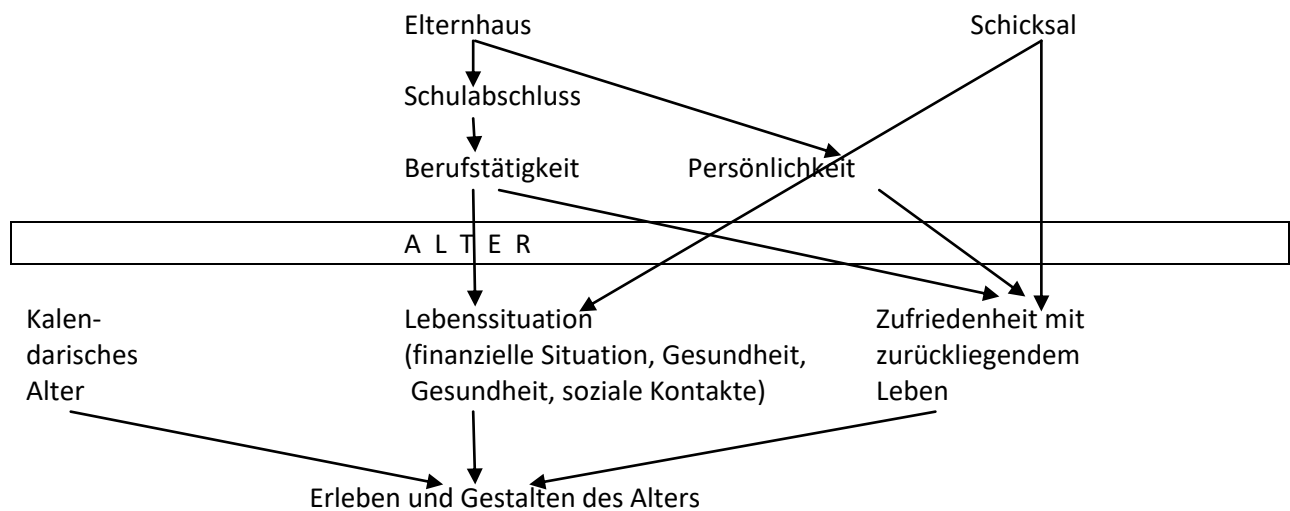 Elternhaus Schicksal
Schulabschluss
Berufstätigkeit Persönlichkeit
A L T E R
Kalen- Lebenssituation Zufriedenheit mit
darisches (finanzielle Situation, Gesundheit, zurückliegendem
Alter Gesundheit, soziale Kontakte) Leben
Erleben und Gestalten des Alters